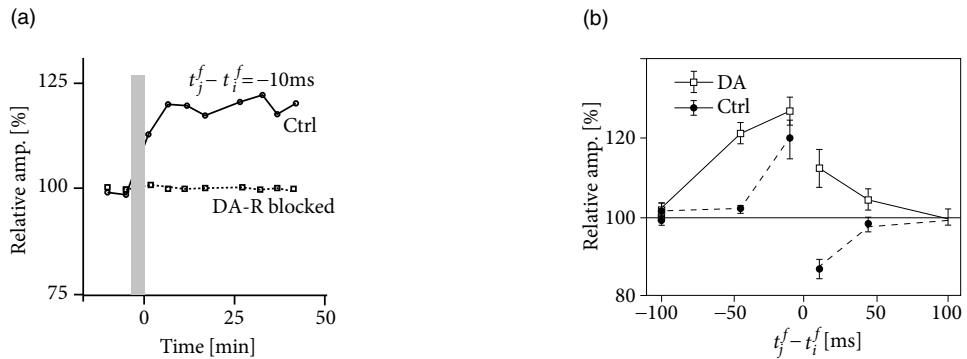 (a)
125
100
75
Relative amp. [%]
t_j^f − t_i^f = −10ms
Ctrl
DA-R blocked
0
25
50
Time [min]
(b)
120
100
80
Relative amp. [%]
DA
Ctrl
−100
−50
0
50
100
t_j^f − t_i^f [ms]